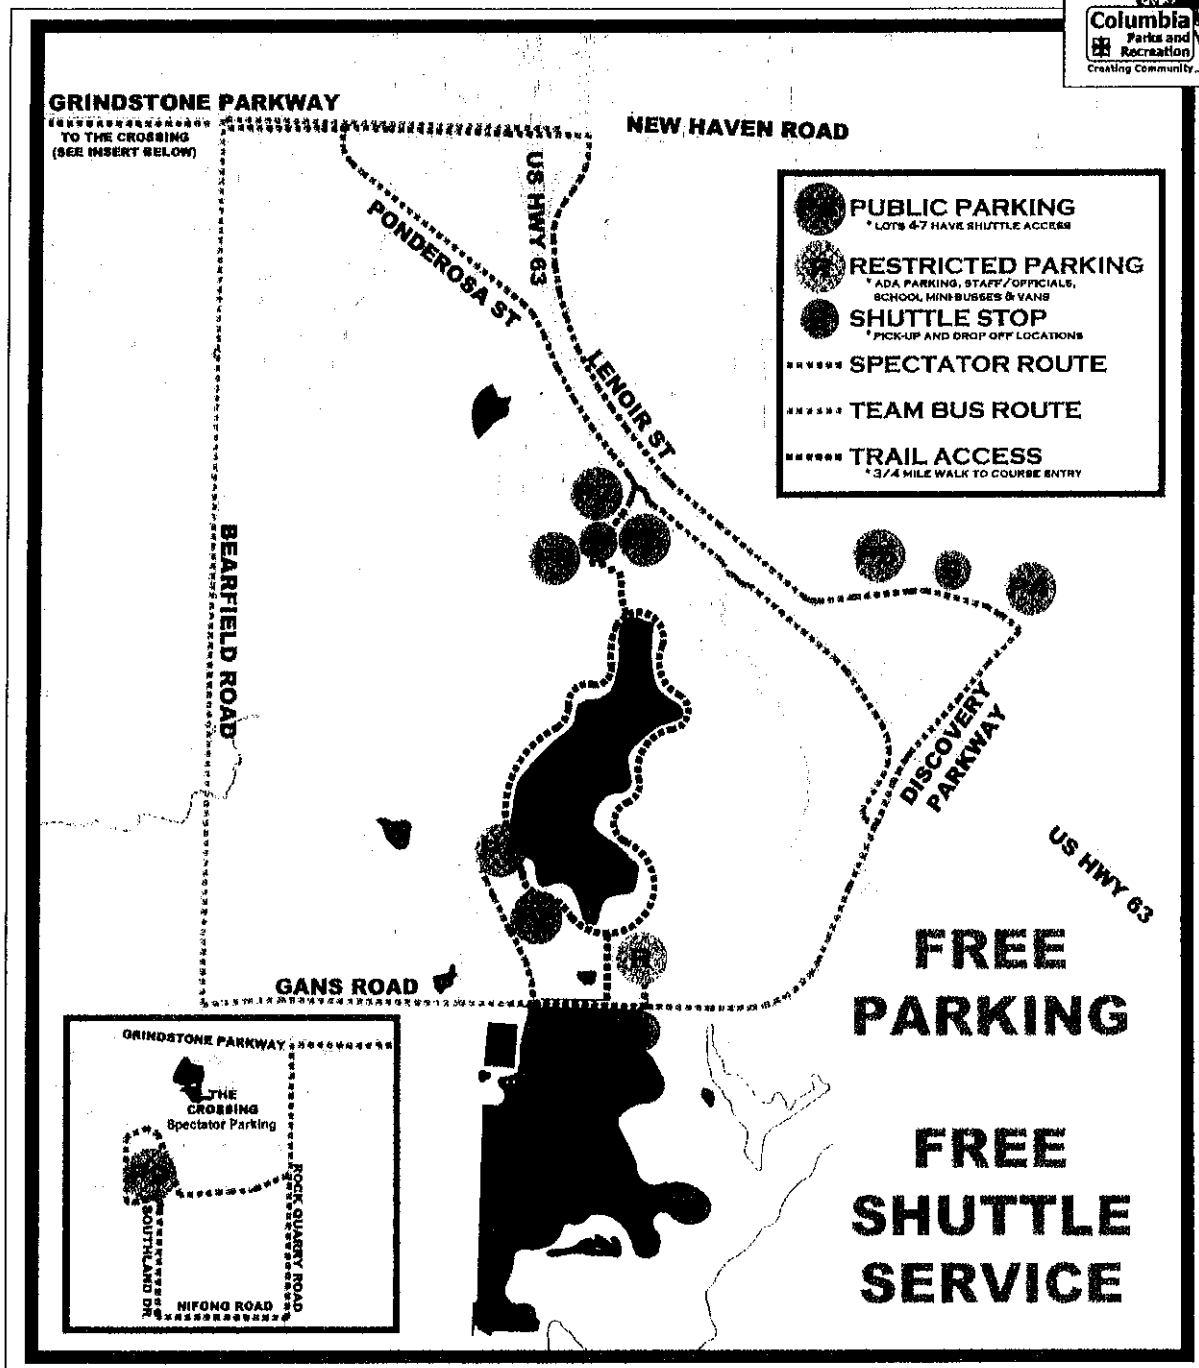 Columbia
Parks and
Recreation
Creating Community
GRINDSTONE PARKWAY
TO THE CROSSING
(SEE INSERT BELOW)
NEW HAVEN ROAD
US HWY 63
PONDEROSA ST
LENOIR ST
PUBLIC PARKING
* LOTS 4-7 HAVE SHUTTLE ACCESS
R
RESTRICTED PARKING
* ADA PARKING, STAFF/OFFICIALS,
SCHOOL MINI-BUSSES & VANS
SHUTTLE STOP
* PICK-UP AND DROP OFF LOCATIONS
SPECTATOR ROUTE
TEAM BUS ROUTE
TRAIL ACCESS
* 3/4 MILE WALK TO COURSE ENTRY
BEARFIELD ROAD
P4
DISCOVERY
PARKWAY
US HWY 63
R
GANS ROAD
FREE
PARKING
FREE
SHUTTLE
SERVICE
GRINDSTONE PARKWAY
THE
CROSSING
Spectator Parking
ROCK QUARRY ROAD
SOUTHLAND DR.
NIFONG ROAD